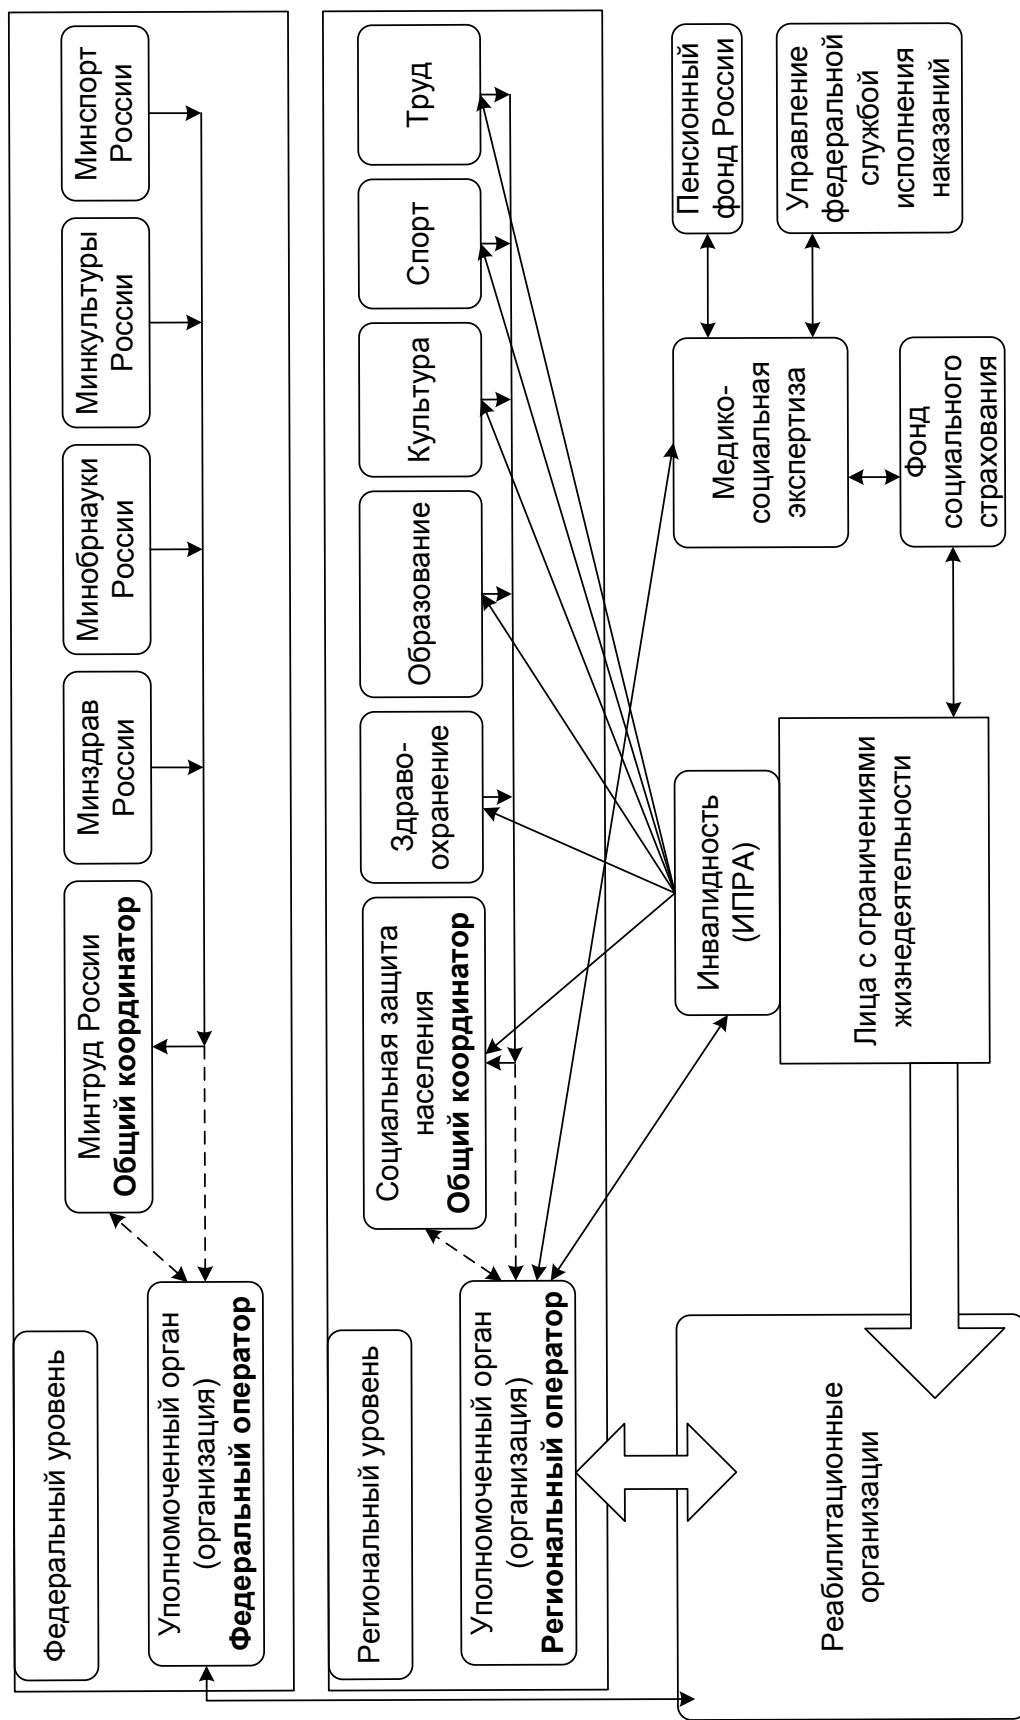 Федеральный уровень
Уполномоченный орган
(организация)
Федеральный оператор
Минтруд России
Общий координатор
Минздрав
России
Минобрнауки
России
Минкультуры
России
Минспорт
России
Региональный уровень
Уполномоченный орган
(организация)
Региональный оператор
Социальная защита
населения
Общий координатор
Здраво-
охранение
Образование
Культура
Спорт
Труд
Инвалидность
(ИПРА)
Лица с ограничениями
жизнедеятельности
Медико-
социальная
экспертиза
Пенсионный
фонд России
Управление
федеральной
службой
исполнения
наказаний
Фонд
социального
страхования
Реабилитационные
организации